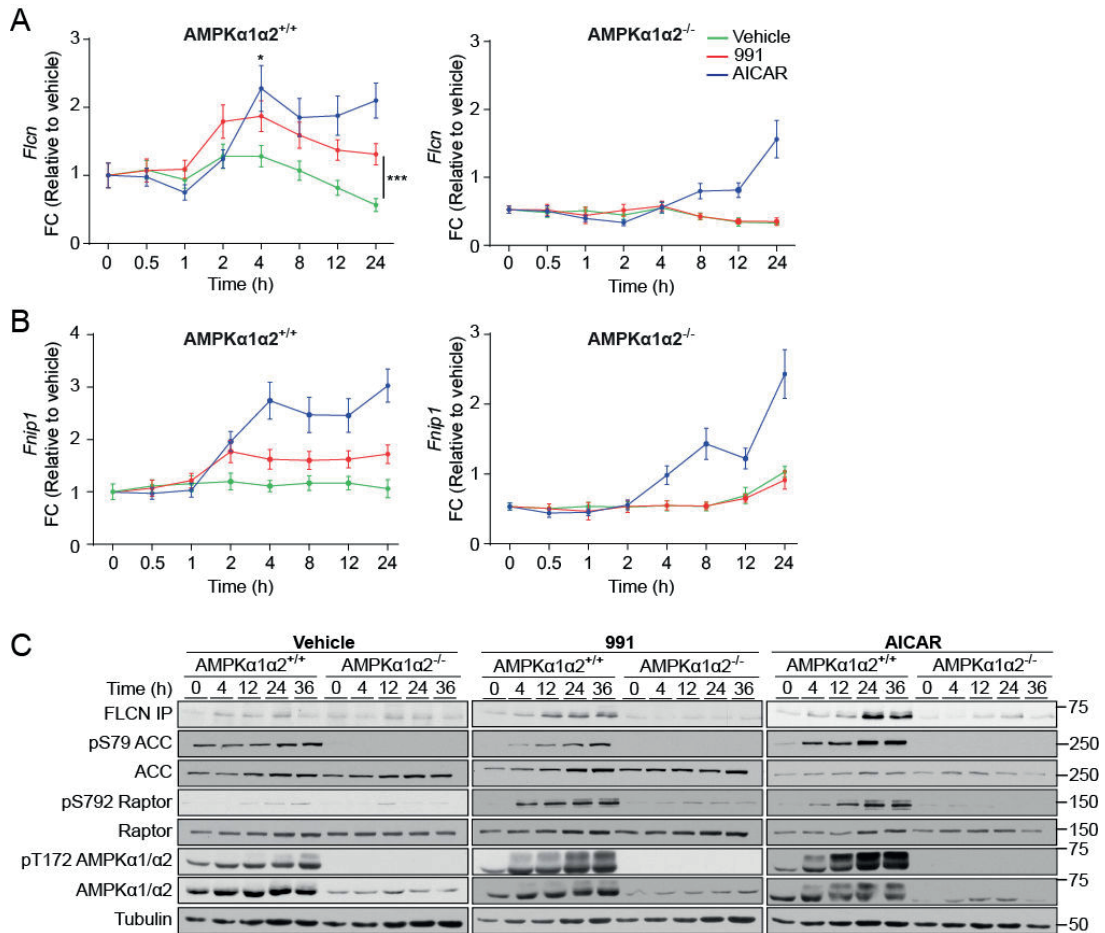 A
AMPKα1α2+/+
Flcn
FC (Relative to vehicle)
3
2
1
0
*
***
0 0.5 1 2 4 8 12 24
Time (h)
AMPKα1α2-/-
Vehicle
991
AICAR
Flcn
FC (Relative to vehicle)
3
2
1
0
0 0.5 1 2 4 8 12 24
Time (h)
B
AMPKα1α2+/+
Fnip1
FC (Relative to vehicle)
4
3
2
1
0
0 0.5 1 2 4 8 12 24
Time (h)
AMPKα1α2-/-
Fnip1
FC (Relative to vehicle)
3
2
1
0
0 0.5 1 2 4 8 12 24
Time (h)
C
Vehicle 991 AICAR
AMPKα1α2+/+ AMPKα1α2-/- AMPKα1α2+/+ AMPKα1α2-/- AMPKα1α2+/+ AMPKα1α2-/-
Time (h) 0 4 12 24 36 0 4 12 24 36 0 4 12 24 36 0 4 12 24 36 0 4 12 24 36 0 4 12 24 36
FLCN IP 75
pS79 ACC 250
ACC 250
pS792 Raptor 150
Raptor 150
pT172 AMPKα1/α2 75
AMPKα1/α2 75
Tubulin 50